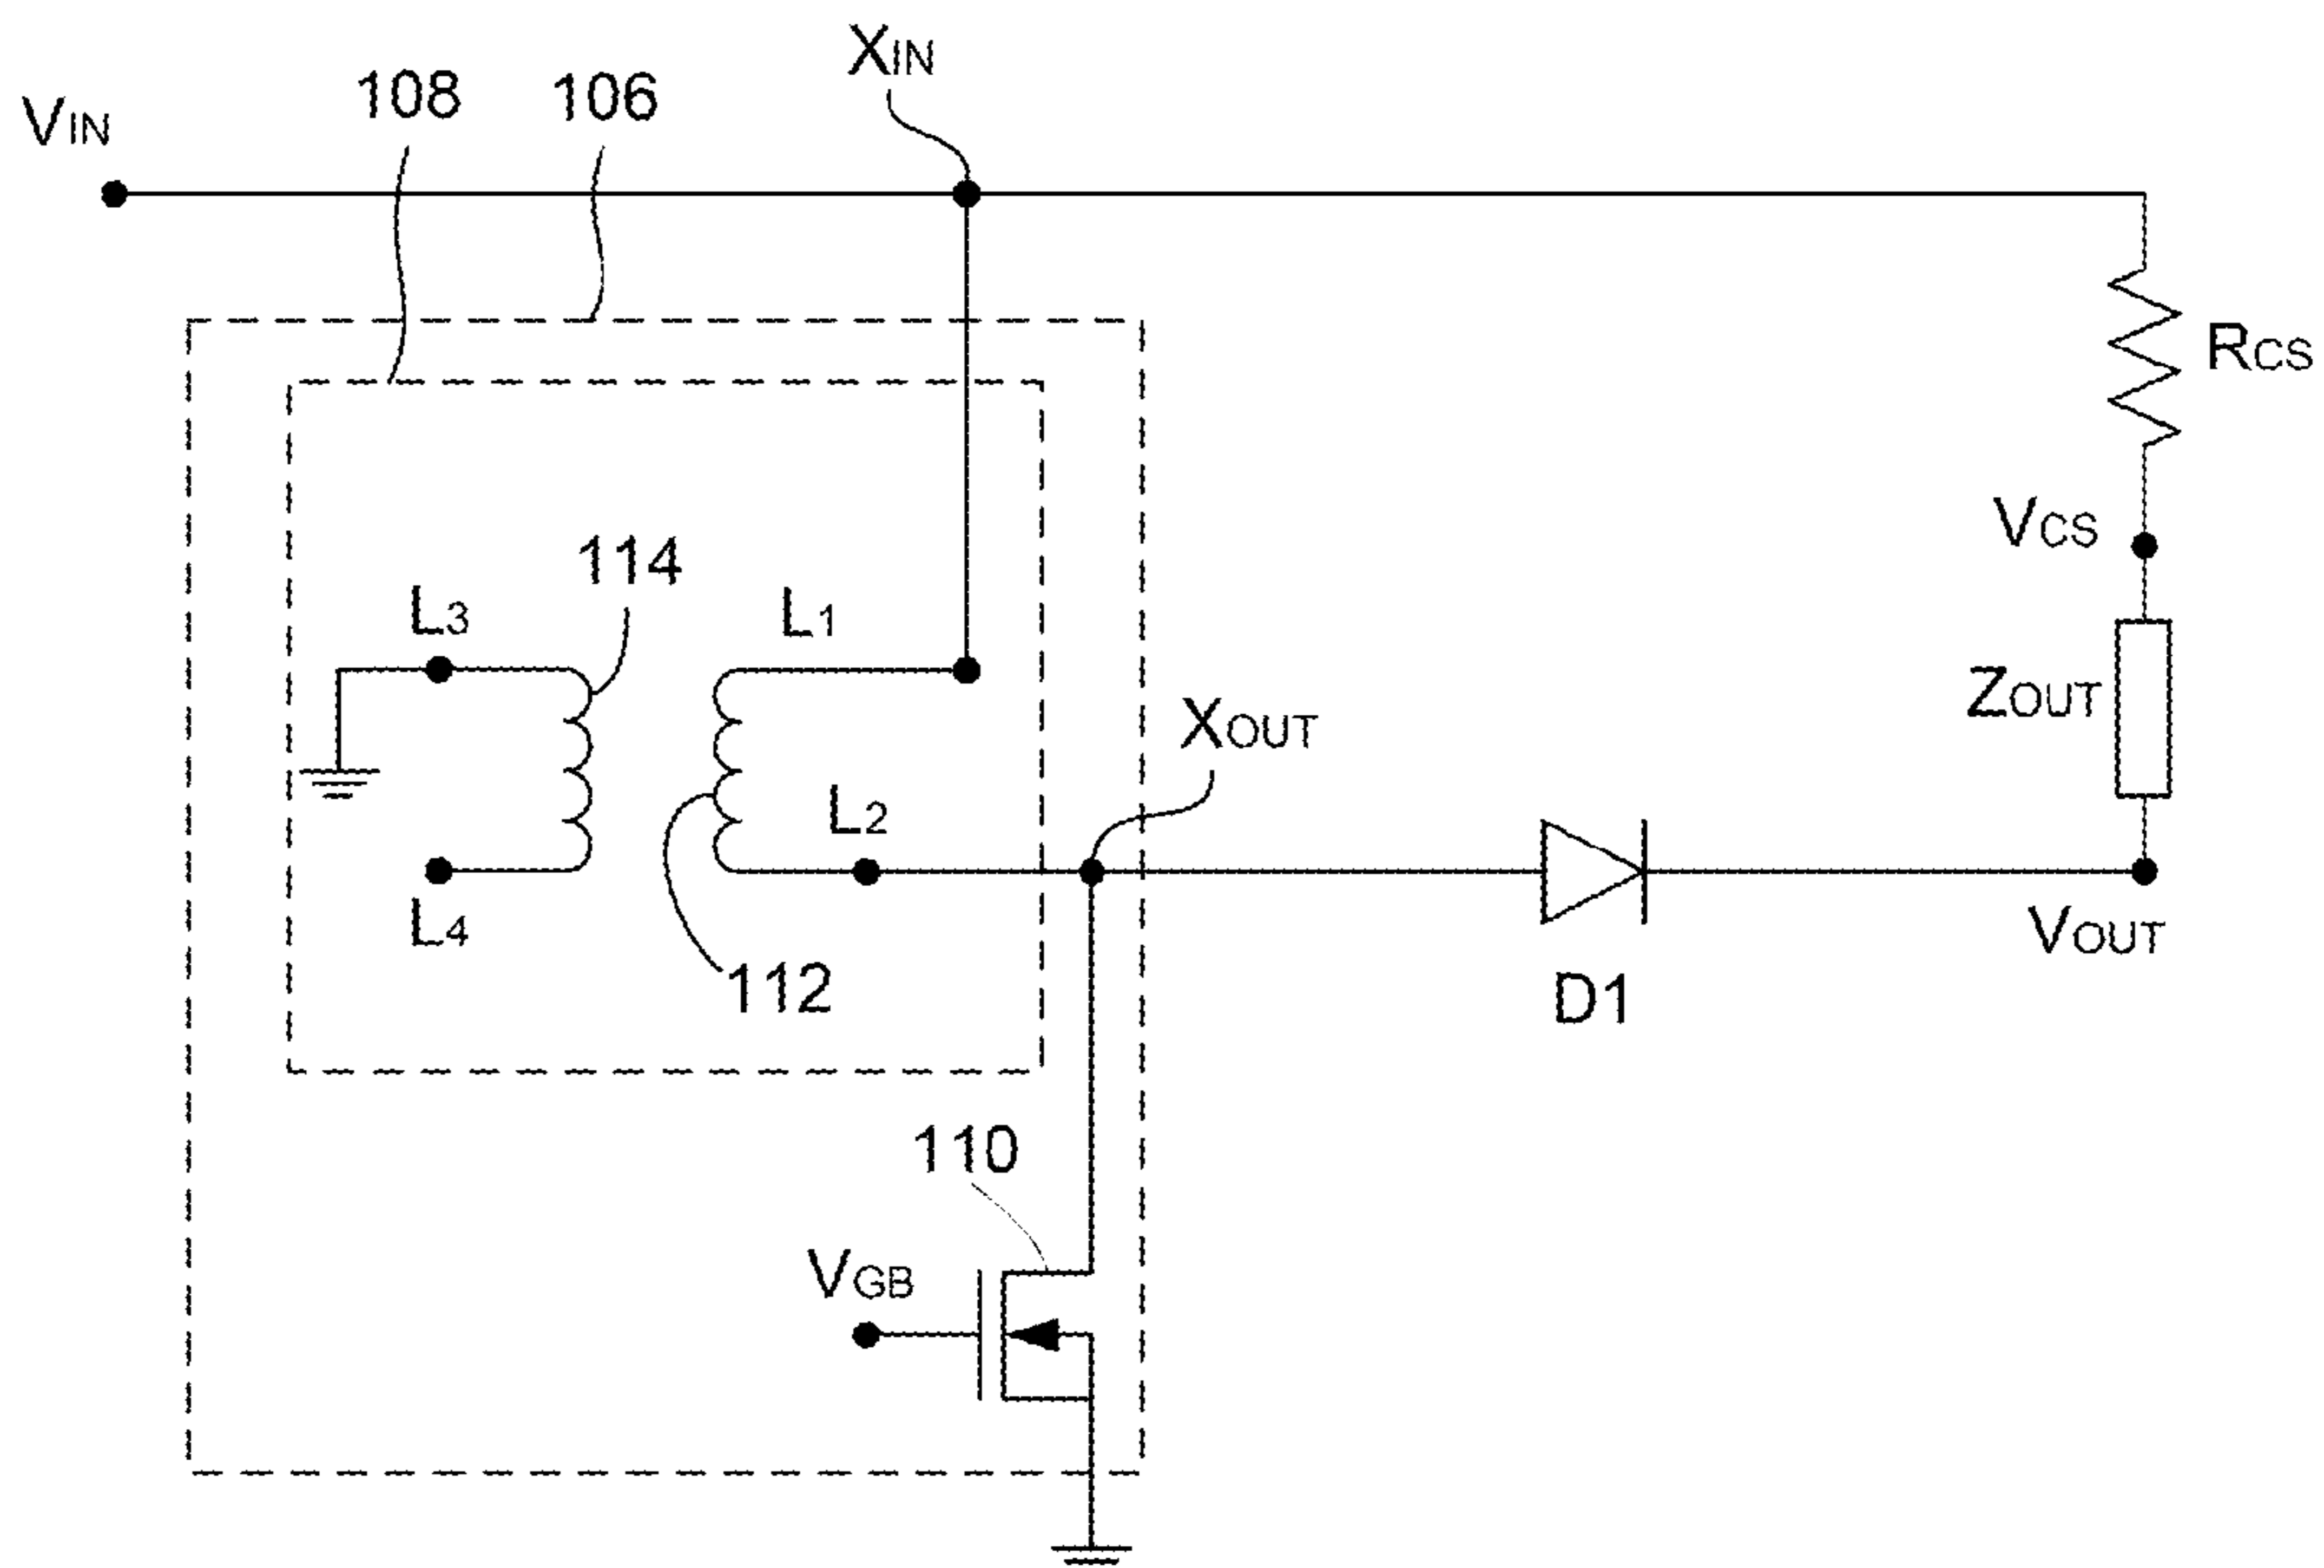 XIN
108
106
VIN
RCS
VCS
114
L3
L1
ZOUT
XOUT
L2
L4
112
VOUT
D1
110
VGB